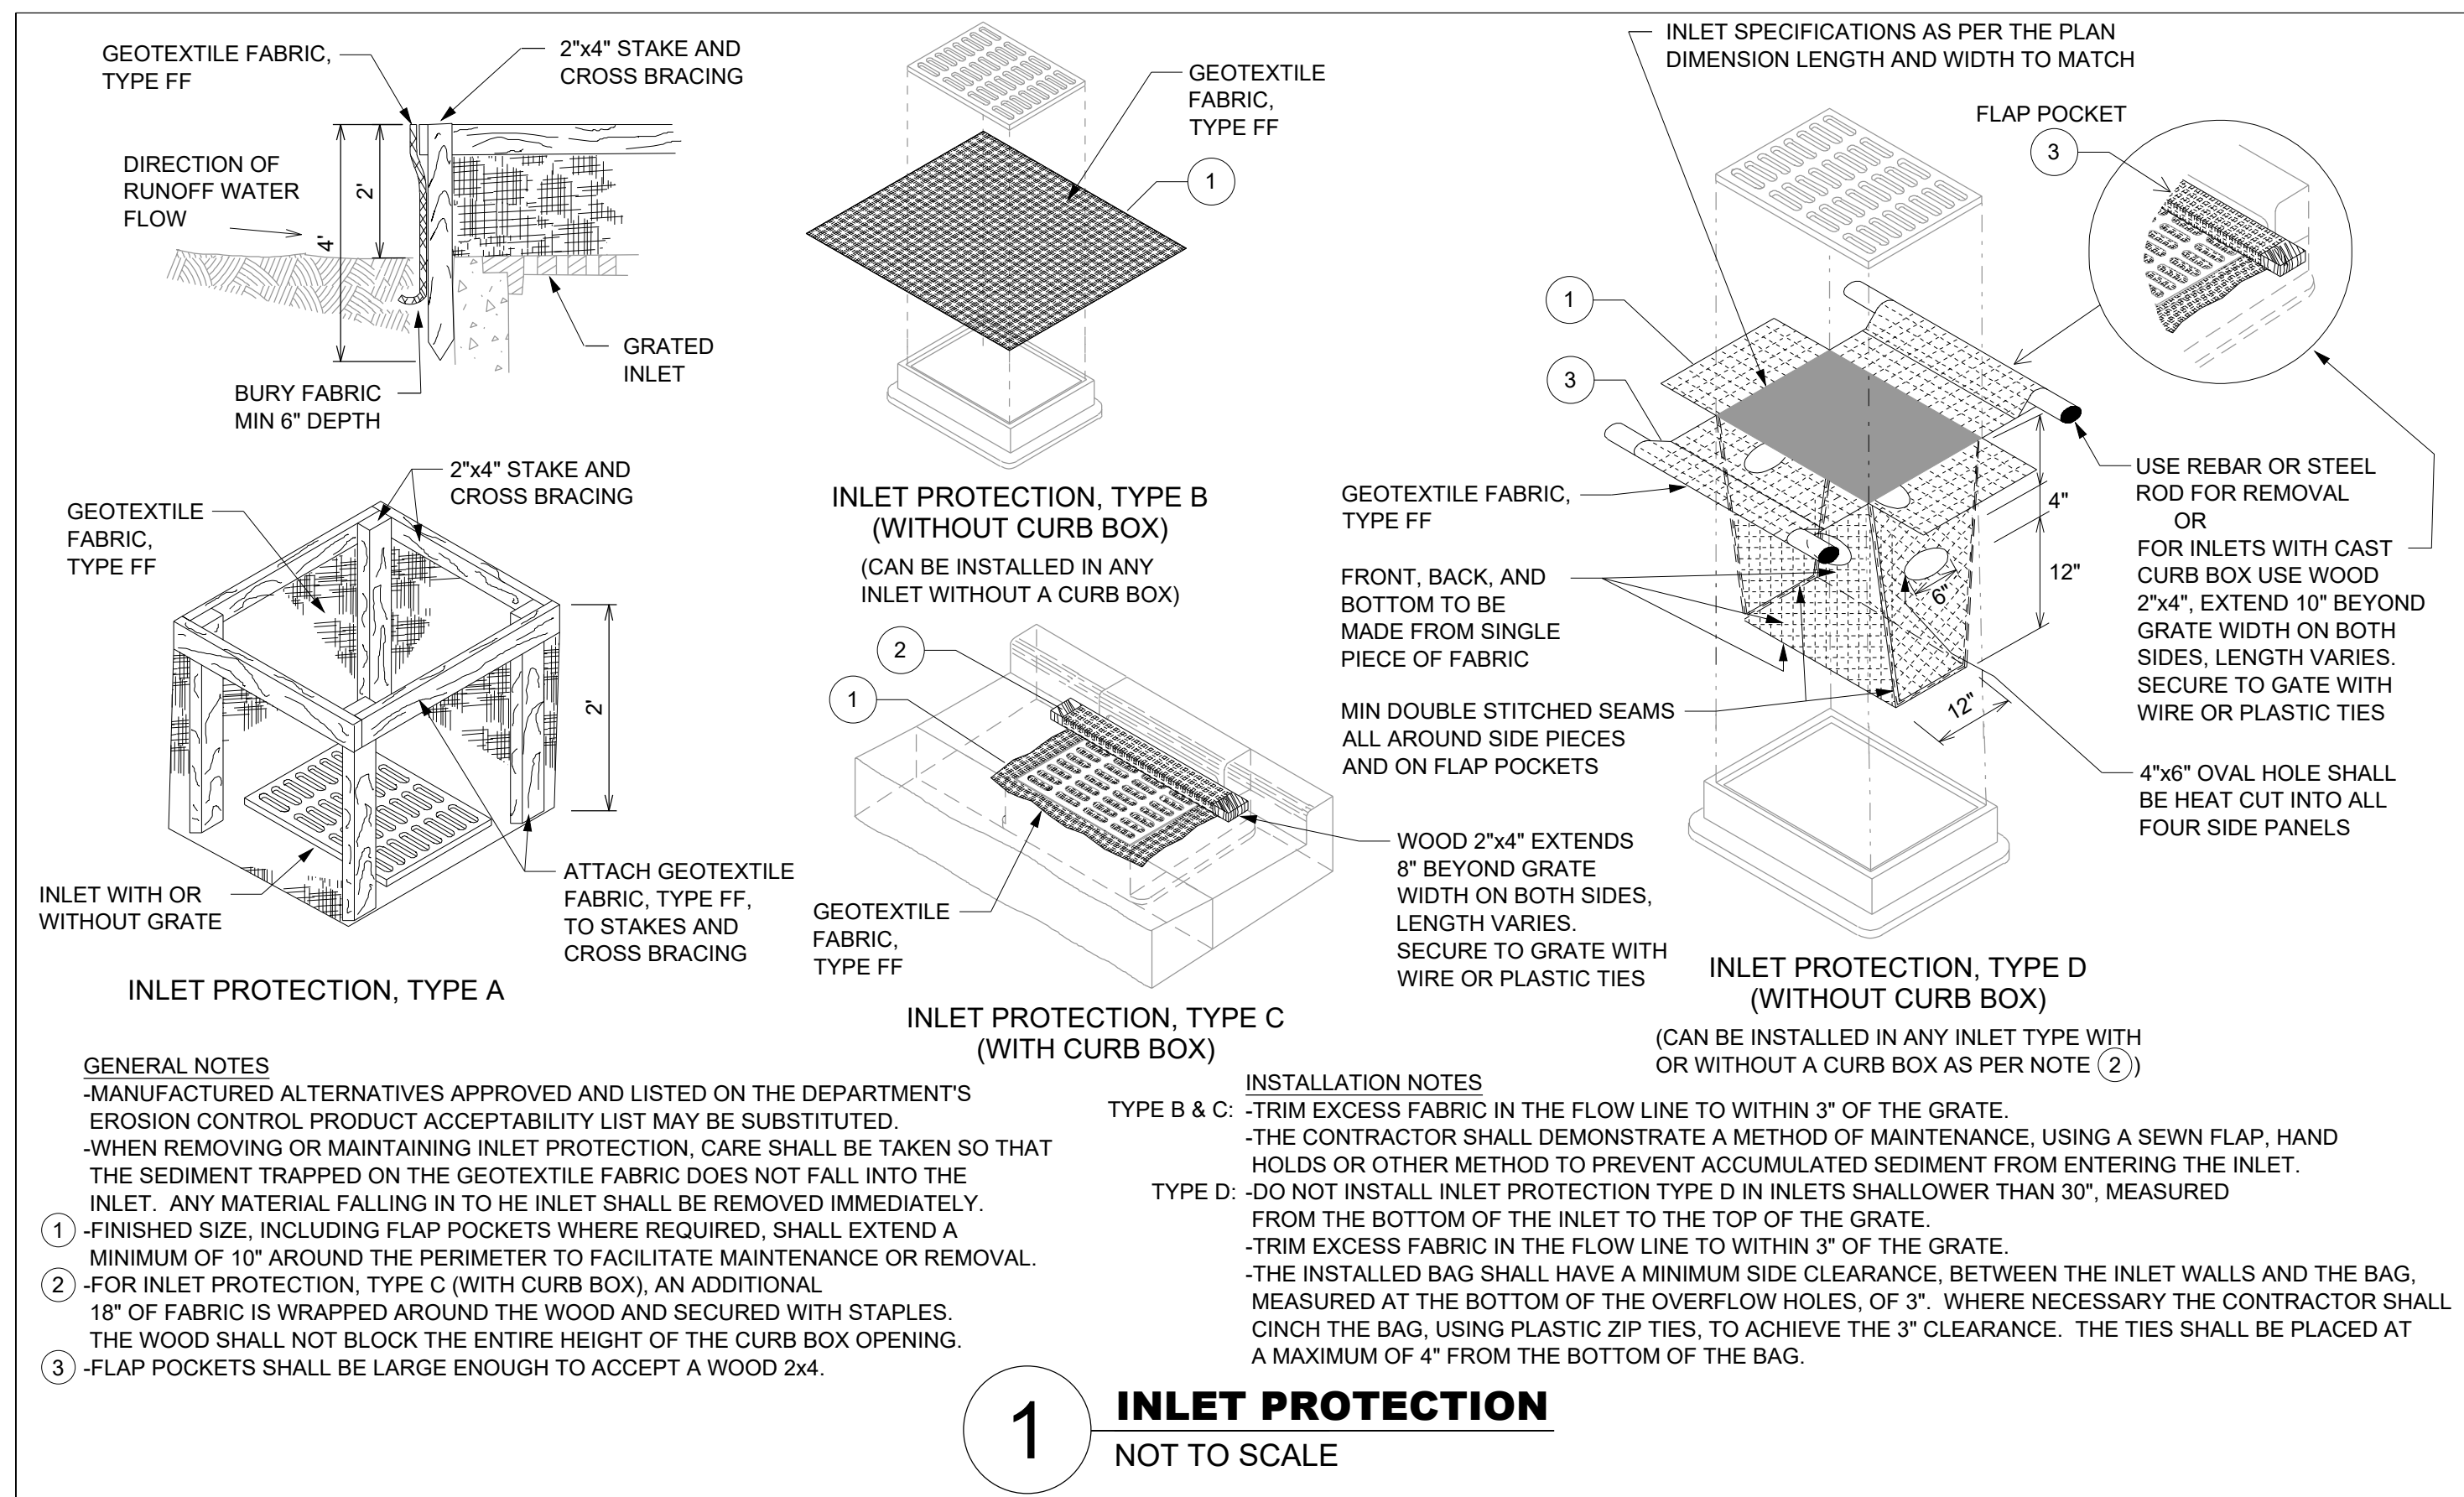 GEOTEXTILE FABRIC,
TYPE FF
2"x4" STAKE AND
CROSS BRACING
DIRECTION OF
RUNOFF WATER
FLOW
2'
4'
GRATED
INLET
BURY FABRIC
MIN 6" DEPTH
2"x4" STAKE AND
CROSS BRACING
GEOTEXTILE
FABRIC,
TYPE FF
2'
INLET WITH OR
WITHOUT GRATE
ATTACH GEOTEXTILE
FABRIC, TYPE FF,
TO STAKES AND
CROSS BRACING
INLET PROTECTION, TYPE A
GEOTEXTILE
FABRIC,
TYPE FF
1
INLET PROTECTION, TYPE B
(WITHOUT CURB BOX)
(CAN BE INSTALLED IN ANY
INLET WITHOUT A CURB BOX)
2
1
GEOTEXTILE
FABRIC,
TYPE FF
WOOD 2"x4" EXTENDS
8" BEYOND GRATE
WIDTH ON BOTH SIDES,
LENGTH VARIES.
SECURE TO GRATE WITH
WIRE OR PLASTIC TIES
INLET PROTECTION, TYPE C
(WITH CURB BOX)
INLET SPECIFICATIONS AS PER THE PLAN
DIMENSION LENGTH AND WIDTH TO MATCH
FLAP POCKET
3
1
3
GEOTEXTILE FABRIC,
TYPE FF
FRONT, BACK, AND
BOTTOM TO BE
MADE FROM SINGLE
PIECE OF FABRIC
MIN DOUBLE STITCHED SEAMS
ALL AROUND SIDE PIECES
AND ON FLAP POCKETS
4"
12"
6"
12"
USE REBAR OR STEEL
ROD FOR REMOVAL
OR
FOR INLETS WITH CAST
CURB BOX USE WOOD
2"x4", EXTEND 10" BEYOND
GRATE WIDTH ON BOTH
SIDES, LENGTH VARIES.
SECURE TO GATE WITH
WIRE OR PLASTIC TIES
4"x6" OVAL HOLE SHALL
BE HEAT CUT INTO ALL
FOUR SIDE PANELS
INLET PROTECTION, TYPE D
(WITHOUT CURB BOX)
(CAN BE INSTALLED IN ANY INLET TYPE WITH
OR WITHOUT A CURB BOX AS PER NOTE 2)
GENERAL NOTES
-MANUFACTURED ALTERNATIVES APPROVED AND LISTED ON THE DEPARTMENT'S
EROSION CONTROL PRODUCT ACCEPTABILITY LIST MAY BE SUBSTITUTED.
-WHEN REMOVING OR MAINTAINING INLET PROTECTION, CARE SHALL BE TAKEN SO THAT
THE SEDIMENT TRAPPED ON THE GEOTEXTILE FABRIC DOES NOT FALL INTO THE
INLET. ANY MATERIAL FALLING IN TO HE INLET SHALL BE REMOVED IMMEDIATELY.
1 -FINISHED SIZE, INCLUDING FLAP POCKETS WHERE REQUIRED, SHALL EXTEND A
MINIMUM OF 10" AROUND THE PERIMETER TO FACILITATE MAINTENANCE OR REMOVAL.
2 -FOR INLET PROTECTION, TYPE C (WITH CURB BOX), AN ADDITIONAL
18" OF FABRIC IS WRAPPED AROUND THE WOOD AND SECURED WITH STAPLES.
THE WOOD SHALL NOT BLOCK THE ENTIRE HEIGHT OF THE CURB BOX OPENING.
3 -FLAP POCKETS SHALL BE LARGE ENOUGH TO ACCEPT A WOOD 2x4.
INSTALLATION NOTES
TYPE B & C: -TRIM EXCESS FABRIC IN THE FLOW LINE TO WITHIN 3" OF THE GRATE.
-THE CONTRACTOR SHALL DEMONSTRATE A METHOD OF MAINTENANCE, USING A SEWN FLAP, HAND
HOLDS OR OTHER METHOD TO PREVENT ACCUMULATED SEDIMENT FROM ENTERING THE INLET.
TYPE D: -DO NOT INSTALL INLET PROTECTION TYPE D IN INLETS SHALLOWER THAN 30", MEASURED
FROM THE BOTTOM OF THE INLET TO THE TOP OF THE GRATE.
-TRIM EXCESS FABRIC IN THE FLOW LINE TO WITHIN 3" OF THE GRATE.
-THE INSTALLED BAG SHALL HAVE A MINIMUM SIDE CLEARANCE, BETWEEN THE INLET WALLS AND THE BAG,
MEASURED AT THE BOTTOM OF THE OVERFLOW HOLES, OF 3". WHERE NECESSARY THE CONTRACTOR SHALL
CINCH THE BAG, USING PLASTIC ZIP TIES, TO ACHIEVE THE 3" CLEARANCE. THE TIES SHALL BE PLACED AT
A MAXIMUM OF 4" FROM THE BOTTOM OF THE BAG.
1
INLET PROTECTION
NOT TO SCALE